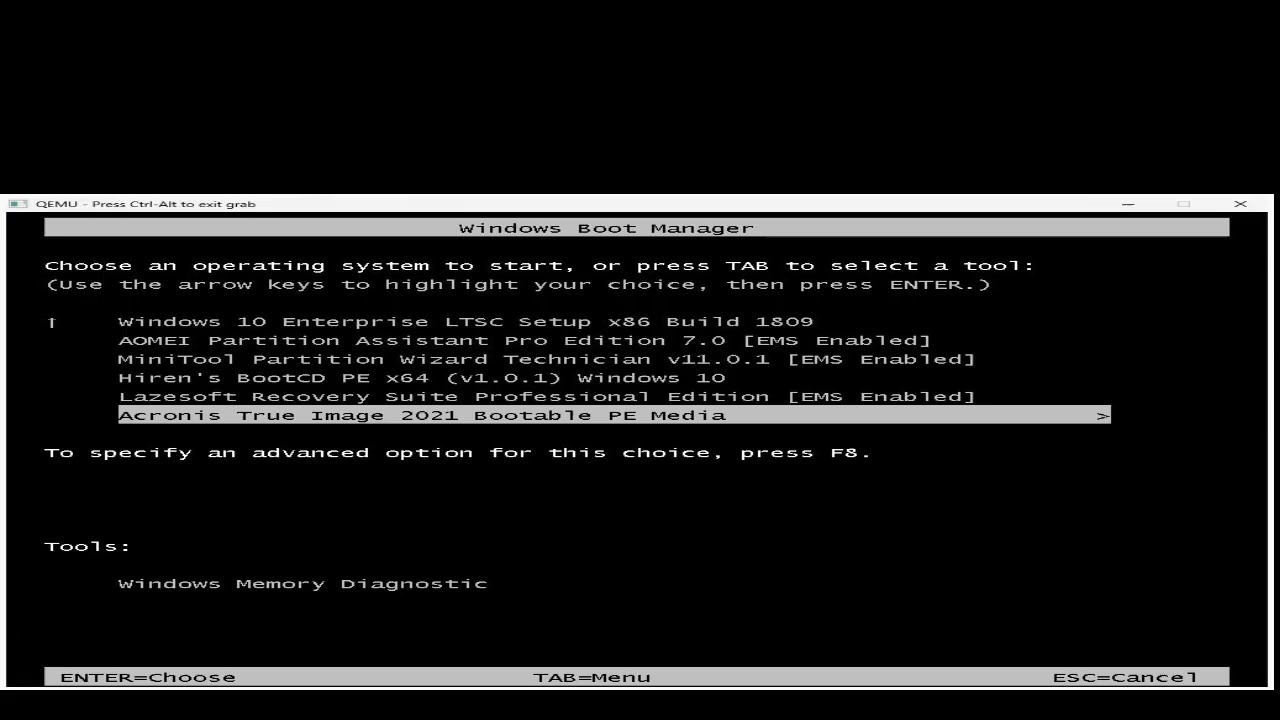 QEMU - Press Ctrl-Alt to exit grab
Windows Boot Manager
Choose an operating system to start, or press TAB to select a tool:
(Use the arrow keys to highlight your choice, then press ENTER.)
↑ Windows 10 Enterprise LTSC Setup x86 Build 1809
AOMEI Partition Assistant Pro Edition 7.0 [EMS Enabled]
MiniTool Partition Wizard Technician v11.0.1 [EMS Enabled]
Hiren's BootCD PE x64 (v1.0.1) Windows 10
Lazesoft Recovery Suite Professional Edition [EMS Enabled]
Acronis True Image 2021 Bootable PE Media >
To specify an advanced option for this choice, press F8.
Tools:
Windows Memory Diagnostic
ENTER=Choose TAB=Menu ESC=Cancel